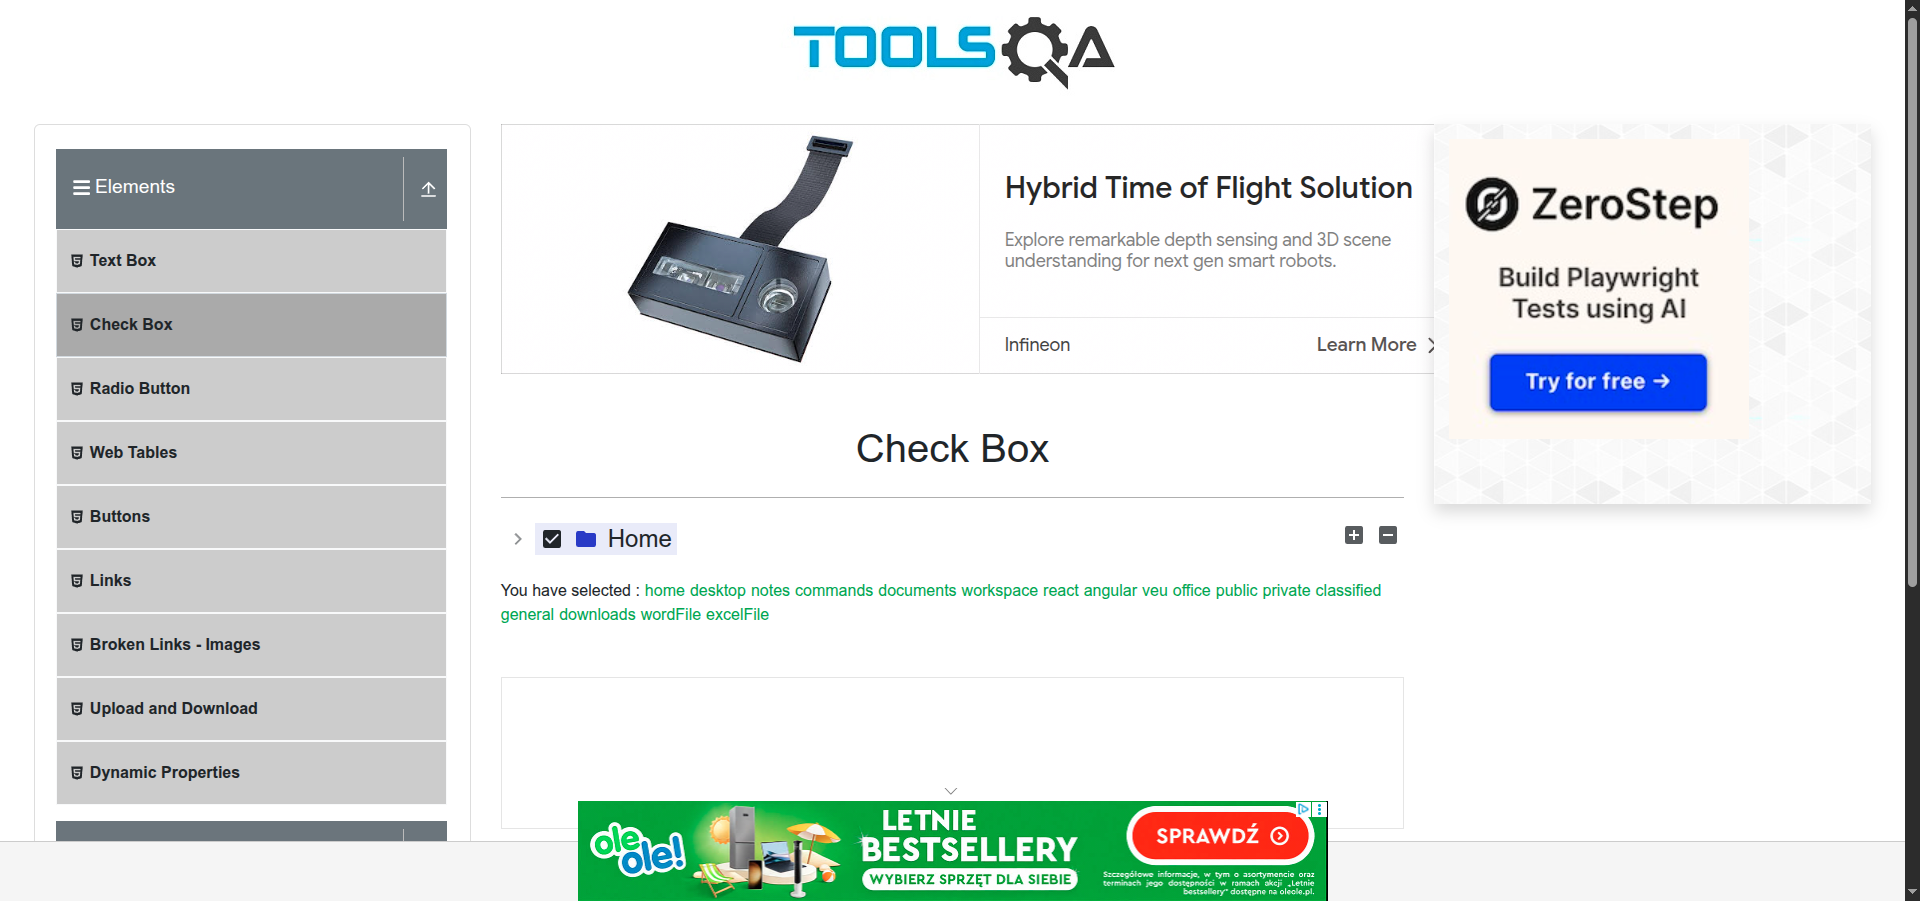 TOOLSQA
Elements
Text Box
Check Box
Radio Button
Web Tables
Buttons
Links
Broken Links - Images
Upload and Download
Dynamic Properties
Hybrid Time of Flight Solution
Explore remarkable depth sensing and 3D scene
understanding for next gen smart robots.
Infineon
Learn More
ZeroStep
Build Playwright
Tests using AI
Try for free →
Check Box
Home
You have selected : home desktop notes commands documents workspace react angular veu office public private classified
general downloads wordFile excelFile
ole
ole!
LETNIE
BESTSELLERY
WYBIERZ SPRZĘT DLA SIEBIE
SPRAWDŹ
Szczegółowe informacje, w tym o asortymencie oraz
terminach jego dostępności w ramach akcji „Letnie
bestsellery” dostępne na oleole.pl.